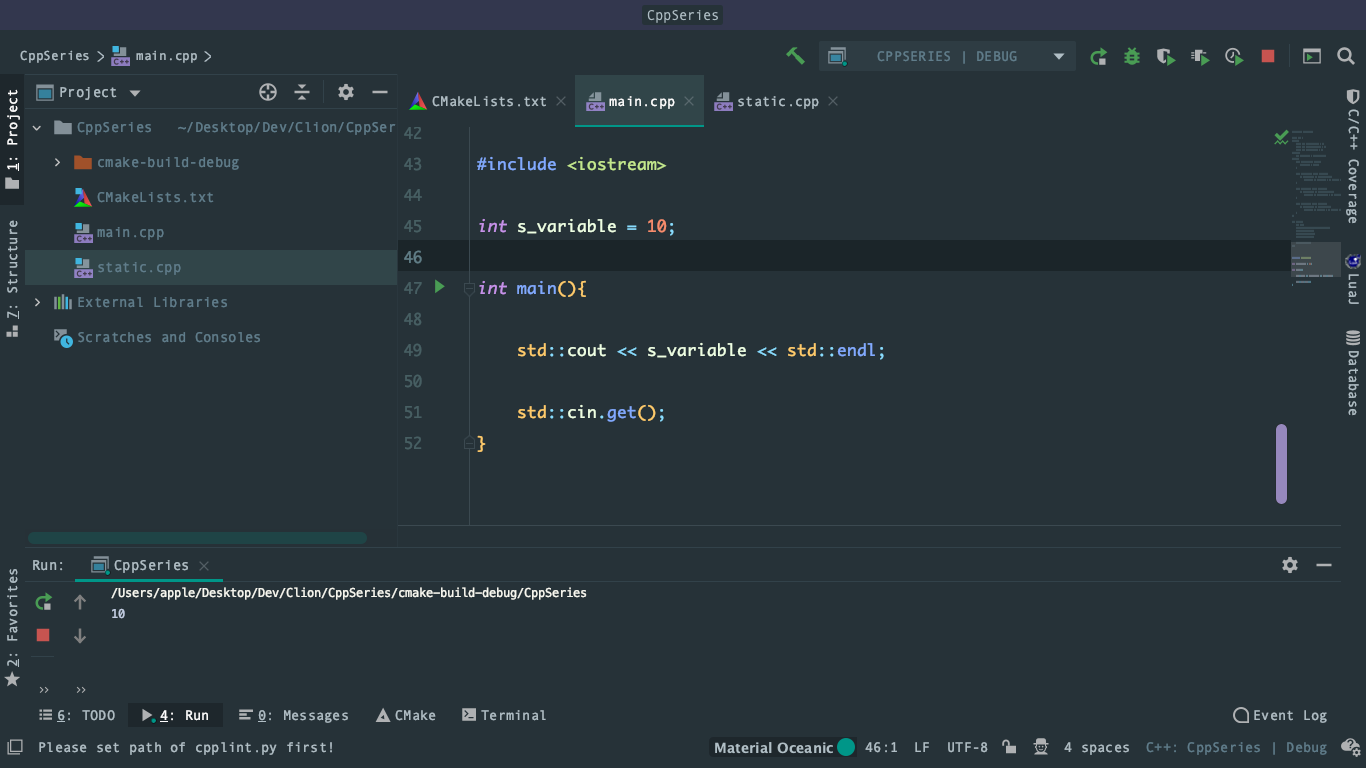 CppSeries
CppSeries > main.cpp >
CPPSERIES | DEBUG
1: Project
Project
CMakeLists.txt
main.cpp
static.cpp
CppSeries ~/Desktop/Dev/Clion/CppSer
cmake-build-debug
CMakeLists.txt
main.cpp
static.cpp
External Libraries
Scratches and Consoles
Z: Structure
2: Favorites
42
43 #include <iostream>
44
45 int s_variable = 10;
46
47 int main(){
48
49 std::cout << s_variable << std::endl;
50
51 std::cin.get();
52 }
C/C++ Coverage
LuaJ
Database
Run: CppSeries
/Users/apple/Desktop/Dev/Clion/CppSeries/cmake-build-debug/CppSeries
10
6: TODO 4: Run 0: Messages CMake Terminal Event Log
Please set path of cpplint.py first! Material Oceanic 46:1 LF UTF-8 4 spaces C++: CppSeries | Debug